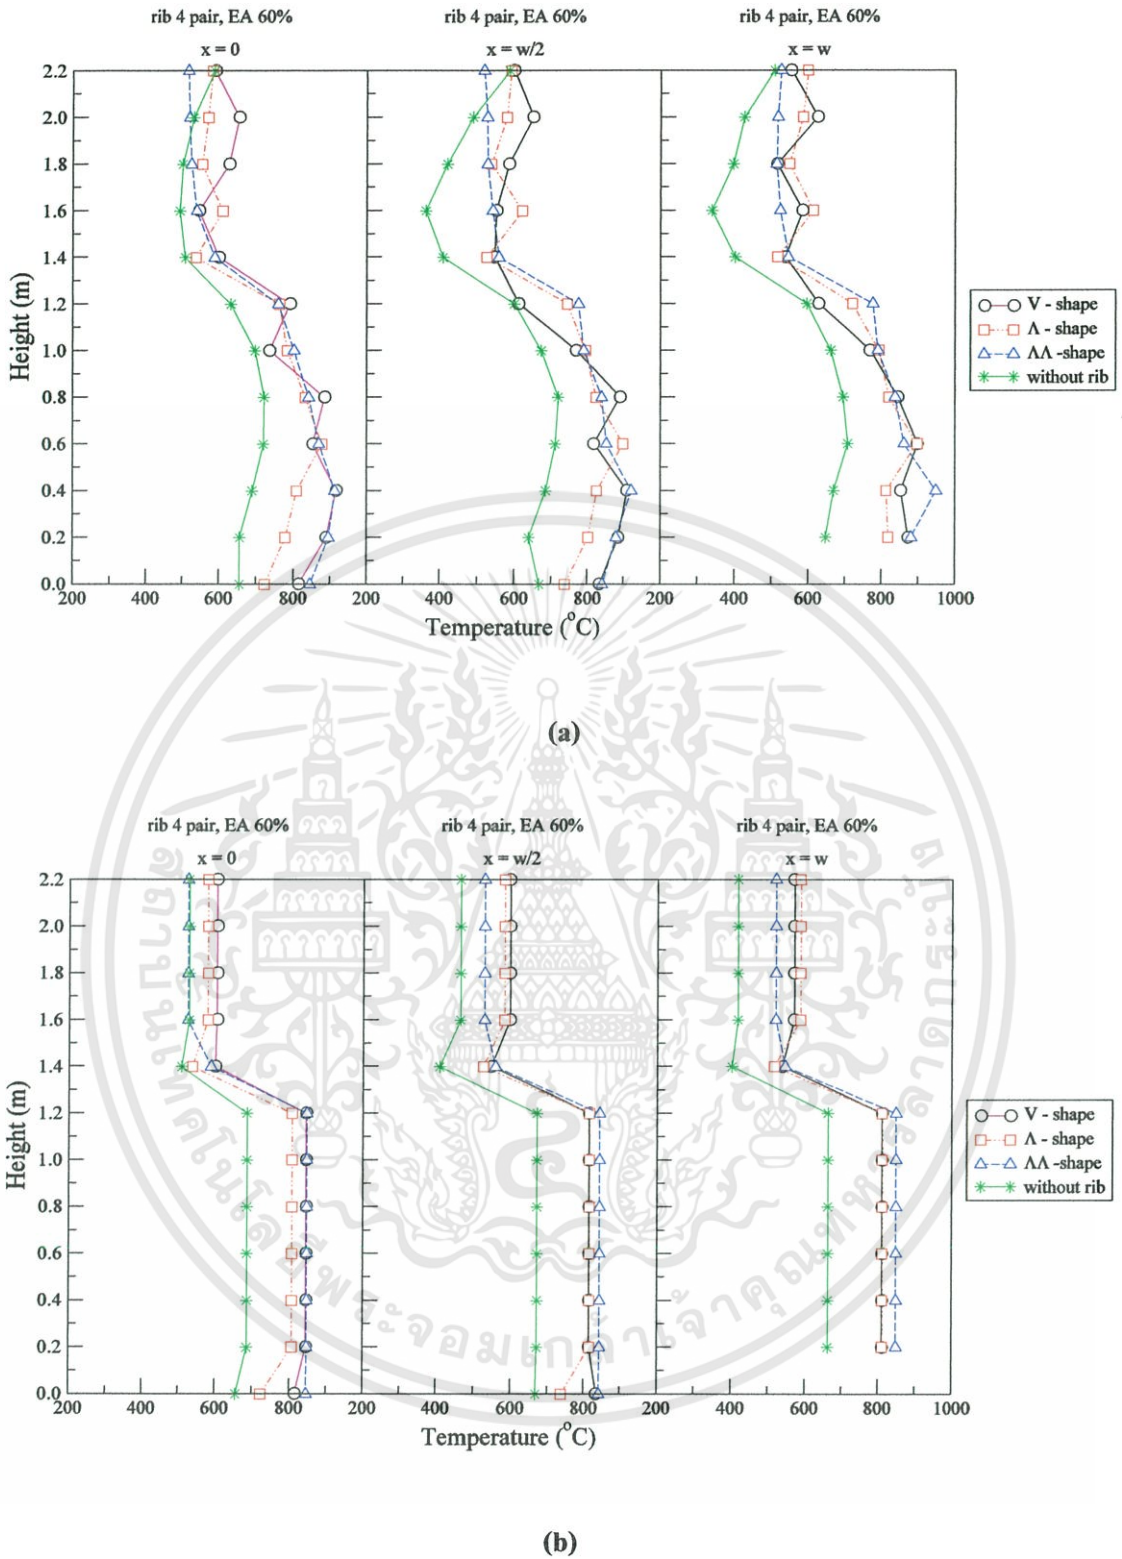 rib 4 pair, EA 60% rib 4 pair, EA 60% rib 4 pair, EA 60%
x = 0 x = w/2 x = w
2.2
2.0
1.8
1.6
1.4
1.2
1.0
0.8
0.6
0.4
0.2
0.0
Height (m)
200 400 600 800 200 400 600 800 200 400 600 800 1000
Temperature (°C)
V - shape
Λ - shape
ΛΛ -shape
without rib
(a)
rib 4 pair, EA 60% rib 4 pair, EA 60% rib 4 pair, EA 60%
x = 0 x = w/2 x = w
2.2
2.0
1.8
1.6
1.4
1.2
1.0
0.8
0.6
0.4
0.2
0.0
Height (m)
200 400 600 800 200 400 600 800 200 400 600 800 1000
Temperature (°C)
V - shape
Λ - shape
ΛΛ -shape
without rib
(b)